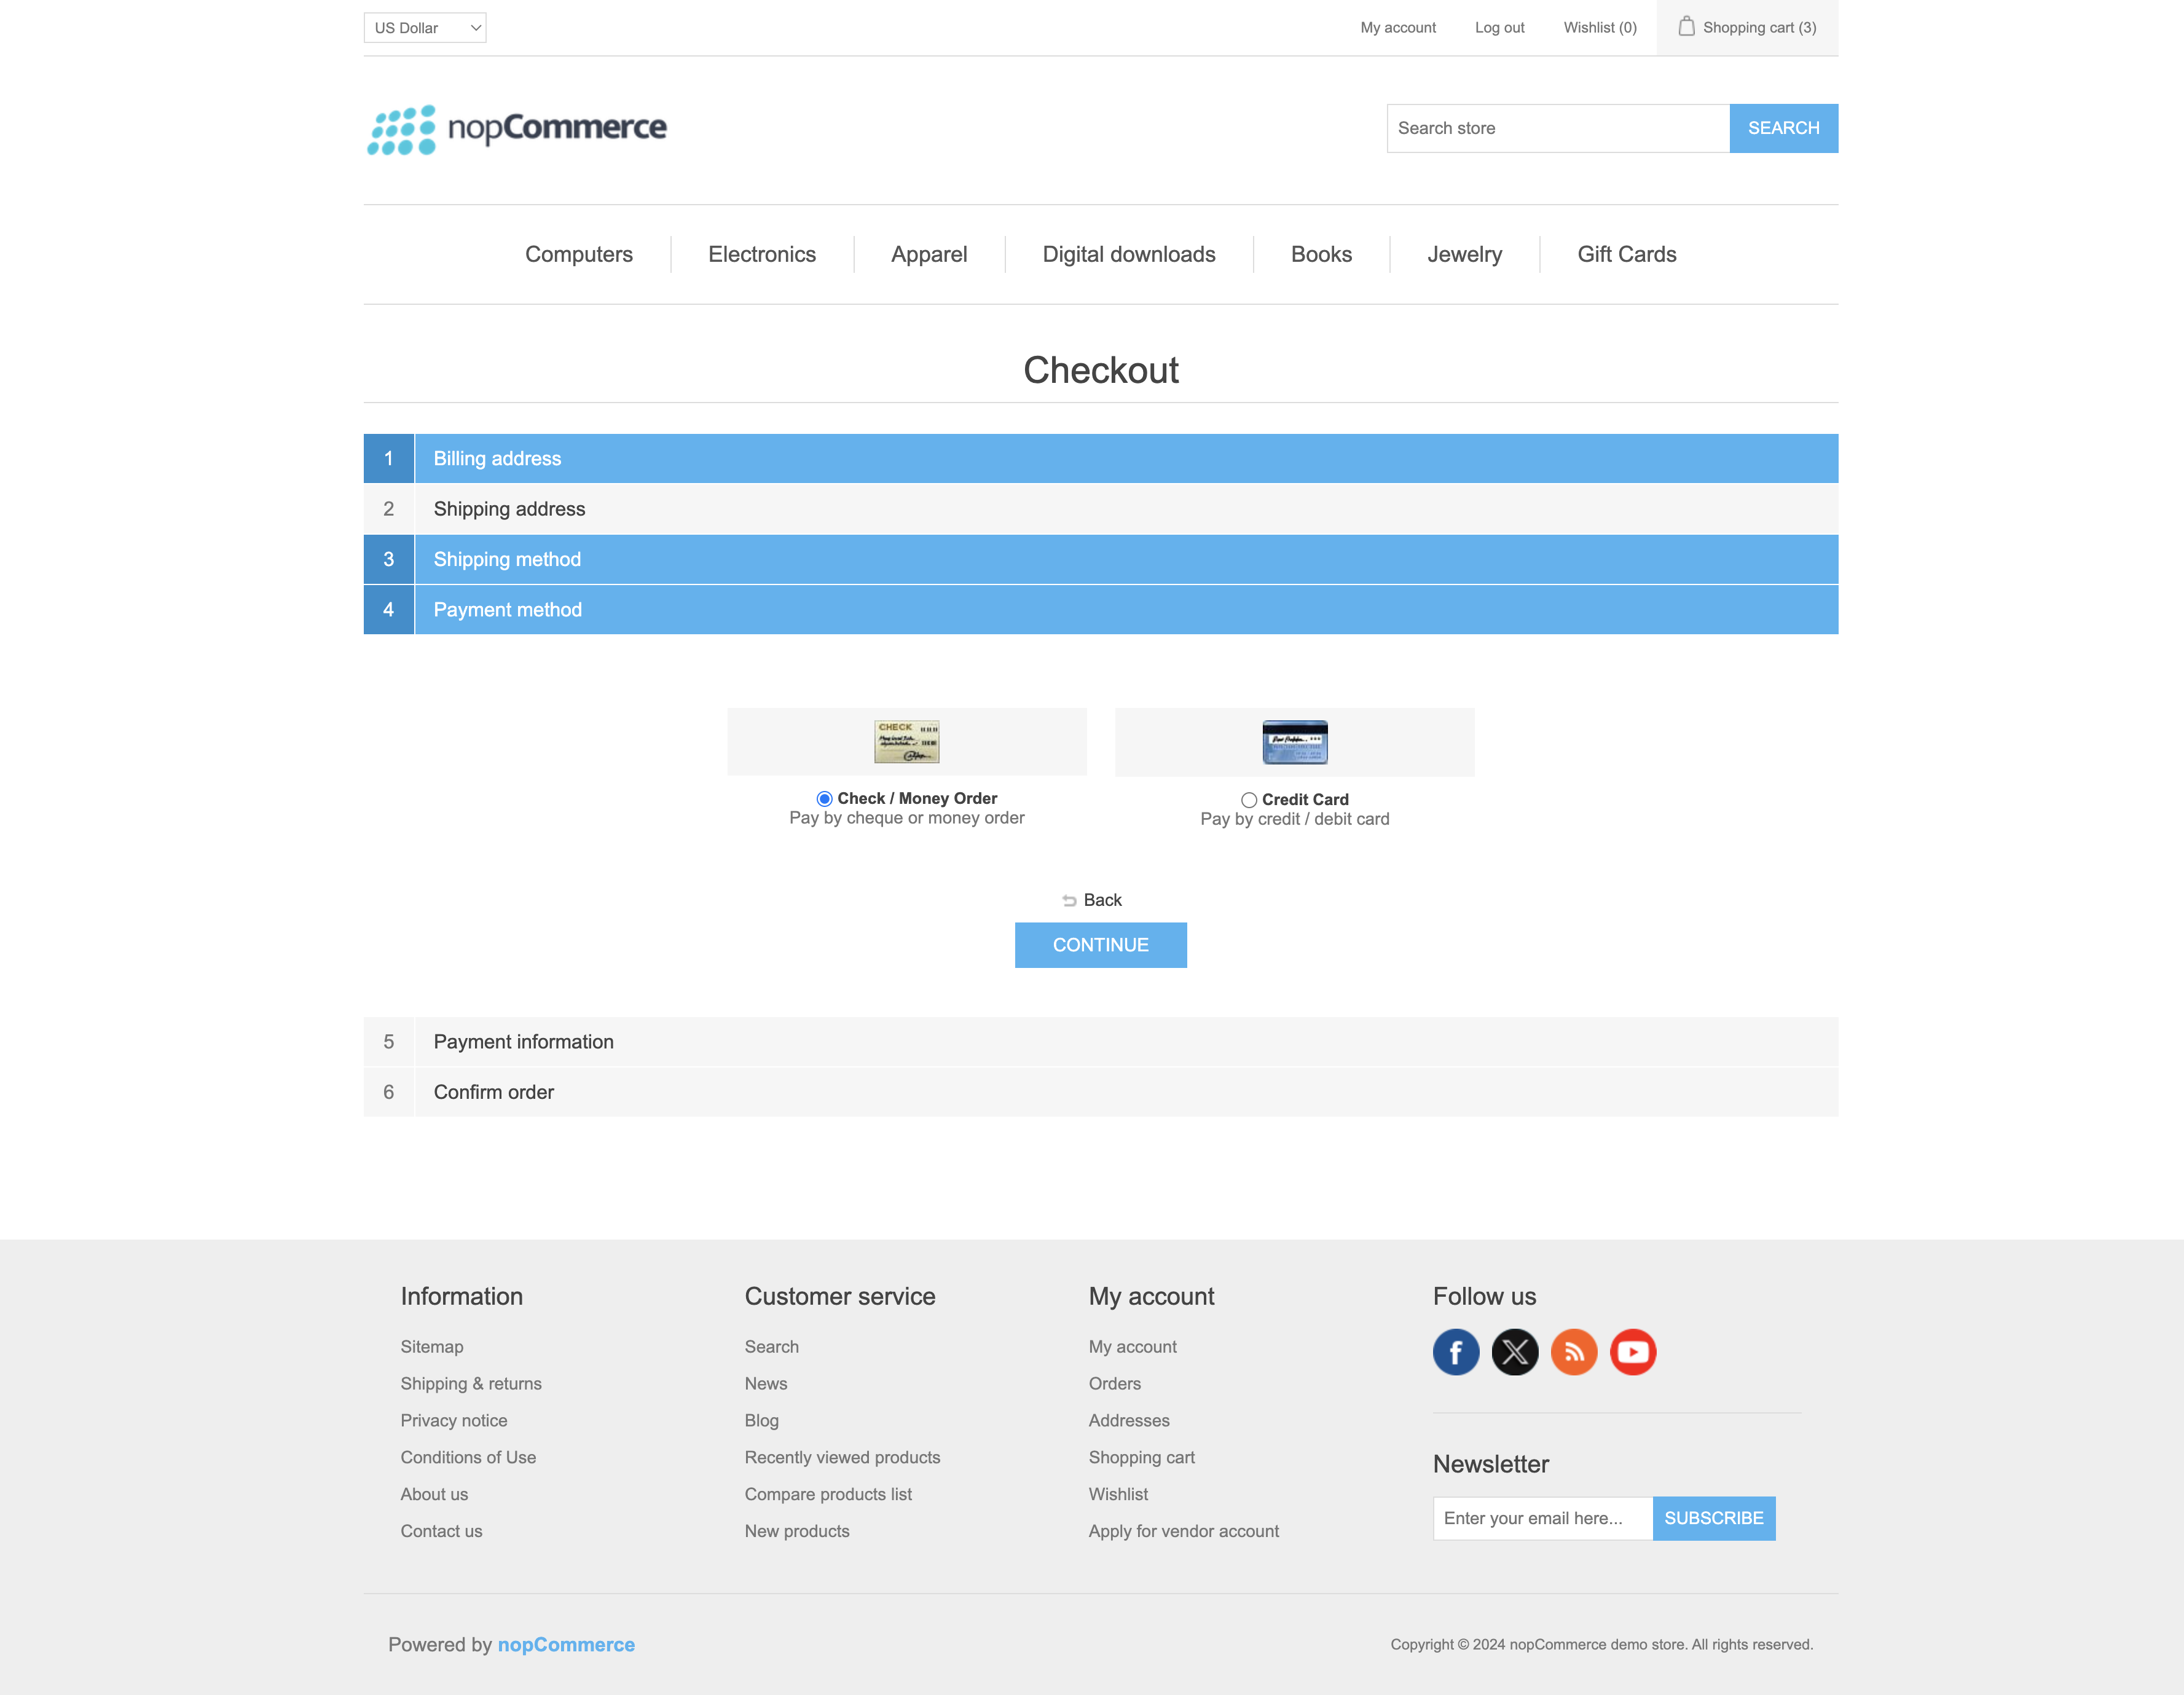 US Dollar
My account
Log out
Wishlist (0)
Shopping cart (3)
nopCommerce
Search store
SEARCH
Computers
Electronics
Apparel
Digital downloads
Books
Jewelry
Gift Cards
Checkout
1 Billing address
2 Shipping address
3 Shipping method
4 Payment method
CHECK
Check / Money Order
Pay by cheque or money order
Credit Card
Pay by credit / debit card
Back
CONTINUE
5 Payment information
6 Confirm order
Information
Sitemap
Shipping & returns
Privacy notice
Conditions of Use
About us
Contact us
Customer service
Search
News
Blog
Recently viewed products
Compare products list
New products
My account
My account
Orders
Addresses
Shopping cart
Wishlist
Apply for vendor account
Follow us
Newsletter
Enter your email here...
SUBSCRIBE
Powered by nopCommerce
Copyright © 2024 nopCommerce demo store. All rights reserved.